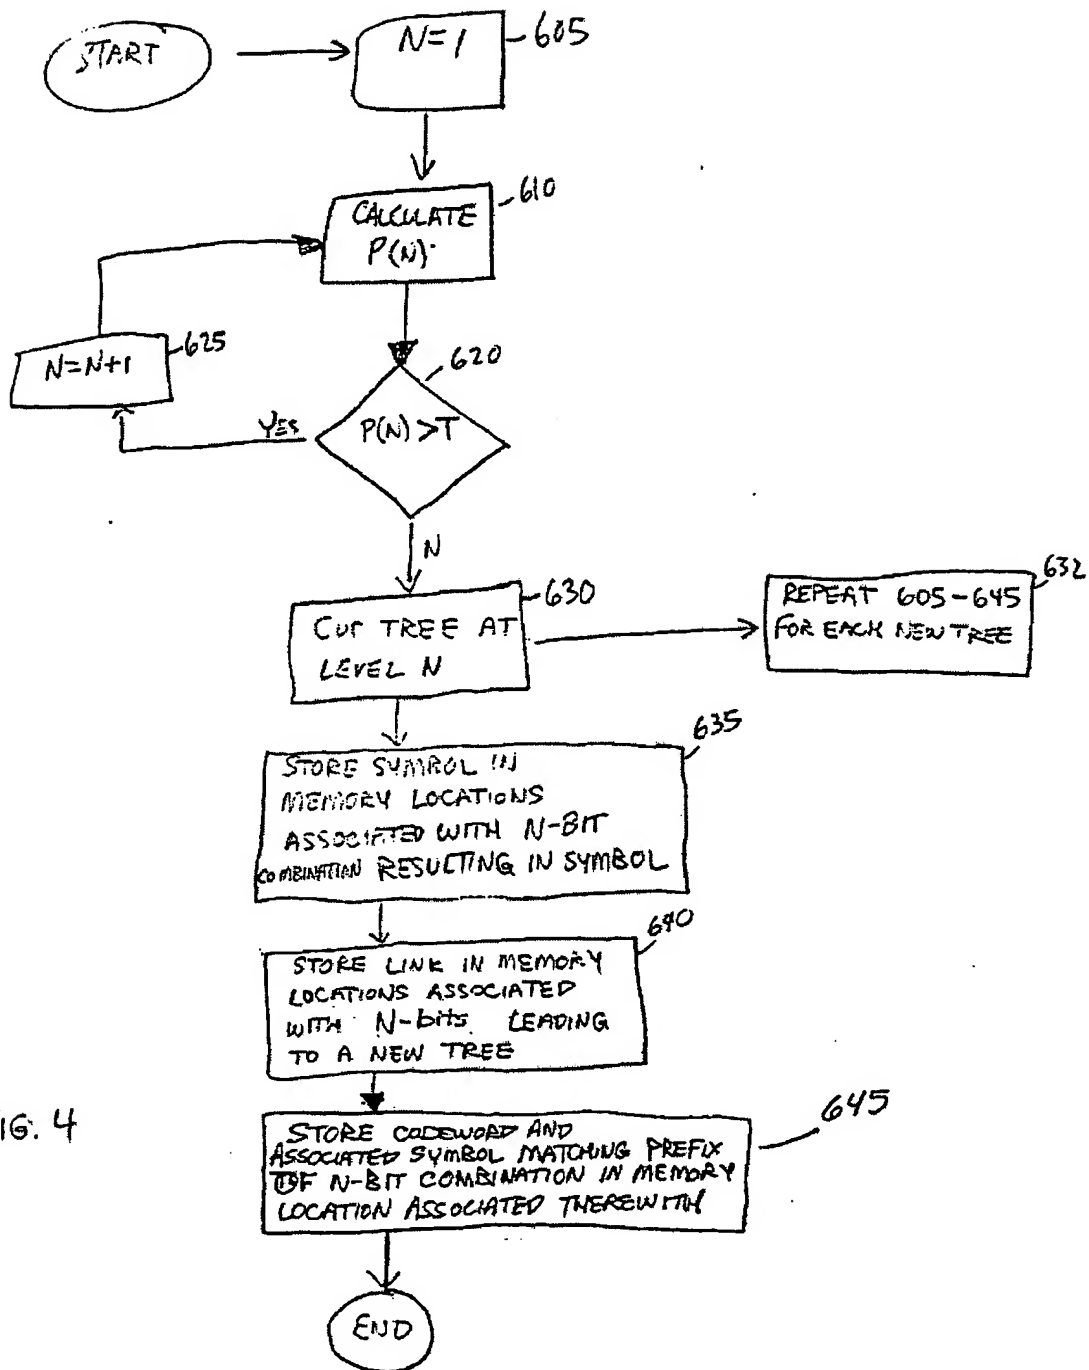 START
N=1
605
CALCULATE
P(N)
610
N=N+1
625
620
P(N) >T
YES
N
CUT TREE AT
LEVEL N
630
REPEAT 605-645
FOR EACH NEW TREE
632
635
STORE SYMBOL IN
MEMORY LOCATIONS
ASSOCIATED WITH N-BIT
COMBINATION RESULTING IN SYMBOL
640
STORE LINK IN MEMORY
LOCATIONS ASSOCIATED
WITH N-bits LEADING
TO A NEW TREE
IG. 4
645
STORE CODEWORD AND
ASSOCIATED SYMBOL MATCHING PREFIX
OF N-BIT COMBINATION IN MEMORY
LOCATION ASSOCIATED THEREWITH
END